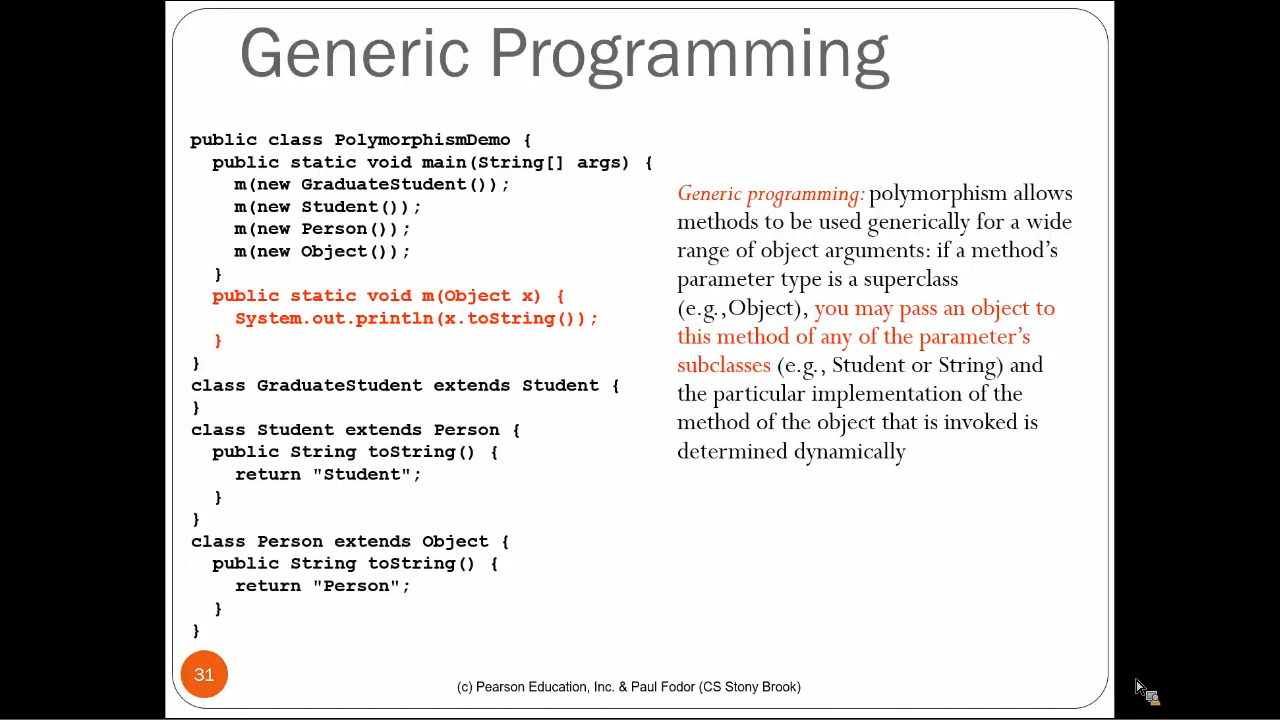 Generic Programming
public class PolymorphismDemo {
public static void main(String[] args) {
m(new GraduateStudent());
m(new Student());
m(new Person());
m(new Object());
}
public static void m(Object x) {
System.out.println(x.toString());
}
}
class GraduateStudent extends Student {
}
class Student extends Person {
public String toString() {
return "Student";
}
}
class Person extends Object {
public String toString() {
return "Person";
}
}
Generic programming: polymorphism allows
methods to be used generically for a wide
range of object arguments: if a method's
parameter type is a superclass
(e.g.,Object), you may pass an object to
this method of any of the parameter's
subclasses (e.g., Student or String) and
the particular implementation of the
method of the object that is invoked is
determined dynamically
31
(c) Pearson Education, Inc. & Paul Fodor (CS Stony Brook)